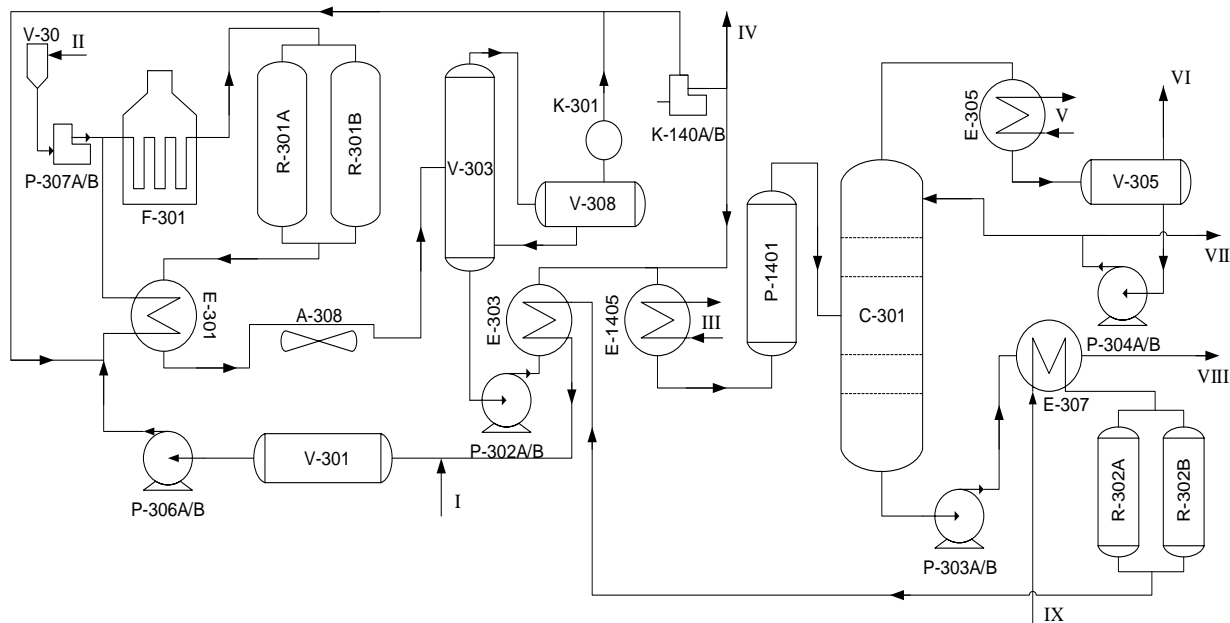 V-30
II
IV
VI
K-301
E-305
V
R-301A
R-301B
K-140A/B
V-303
V-305
P-307A/B
V-308
F-301
VII
P-1401
E-301
A-308
E-303
E-1405
III
C-301
P-304A/B
VIII
E-307
P-302A/B
V-301
R-302A
R-302B
P-306A/B
I
P-303A/B
IX